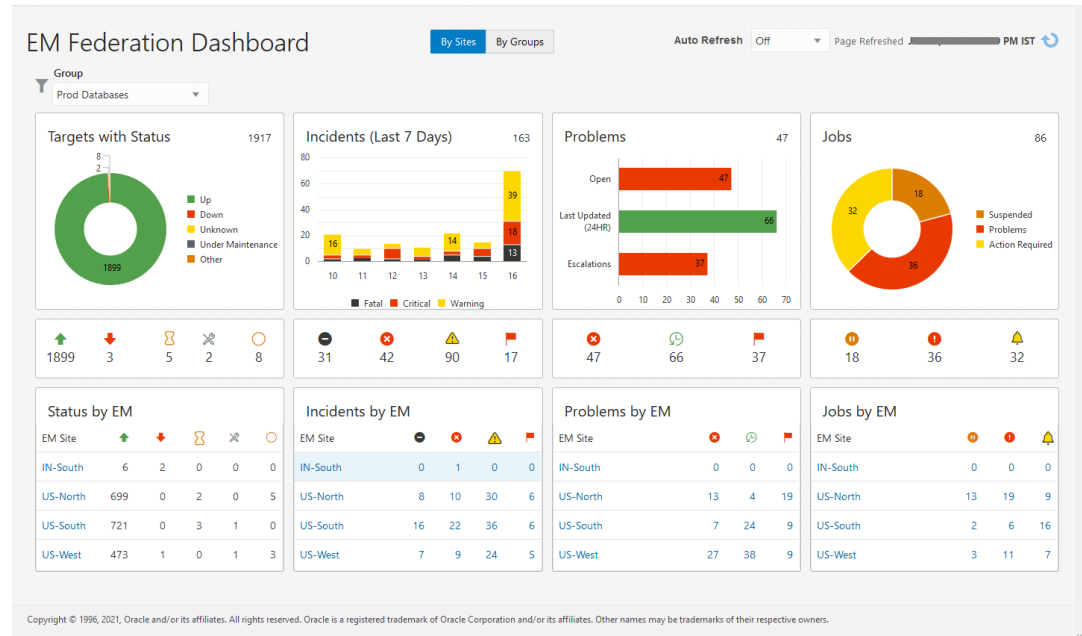 EM Federation Dashboard
By Sites By Groups
Auto Refresh Off Page Refreshed PM IST
Group
Prod Databases
Targets with Status 1917
8
2
1899
Up
Down
Unknown
Under Maintenance
Other
Incidents (Last 7 Days) 163
80
60
40
20
0
16
14
39
18
13
10 11 12 13 14 15 16
Fatal Critical Warning
Problems 47
Open 47
Last Updated
(24HR) 66
Escalations 37
0 10 20 30 40 50 60 70
Jobs 86
18
32
36
Suspended
Problems
Action Required
1899 3 5 2 8
31 42 90 17
47 66 37
18 36 32
Status by EM
EM Site
IN-South 6 2 0 0 0
US-North 699 0 2 0 5
US-South 721 0 3 1 0
US-West 473 1 0 1 3
Incidents by EM
EM Site
IN-South 0 1 0 0
US-North 8 10 30 6
US-South 16 22 36 6
US-West 7 9 24 5
Problems by EM
EM Site
IN-South 0 0 0
US-North 13 4 19
US-South 7 24 9
US-West 27 38 9
Jobs by EM
EM Site
IN-South 0 0 0
US-North 13 19 9
US-South 2 6 16
US-West 3 11 7
Copyright © 1996, 2021, Oracle and/or its affiliates. All rights reserved. Oracle is a registered trademark of Oracle Corporation and/or its affiliates. Other names may be trademarks of their respective owners.